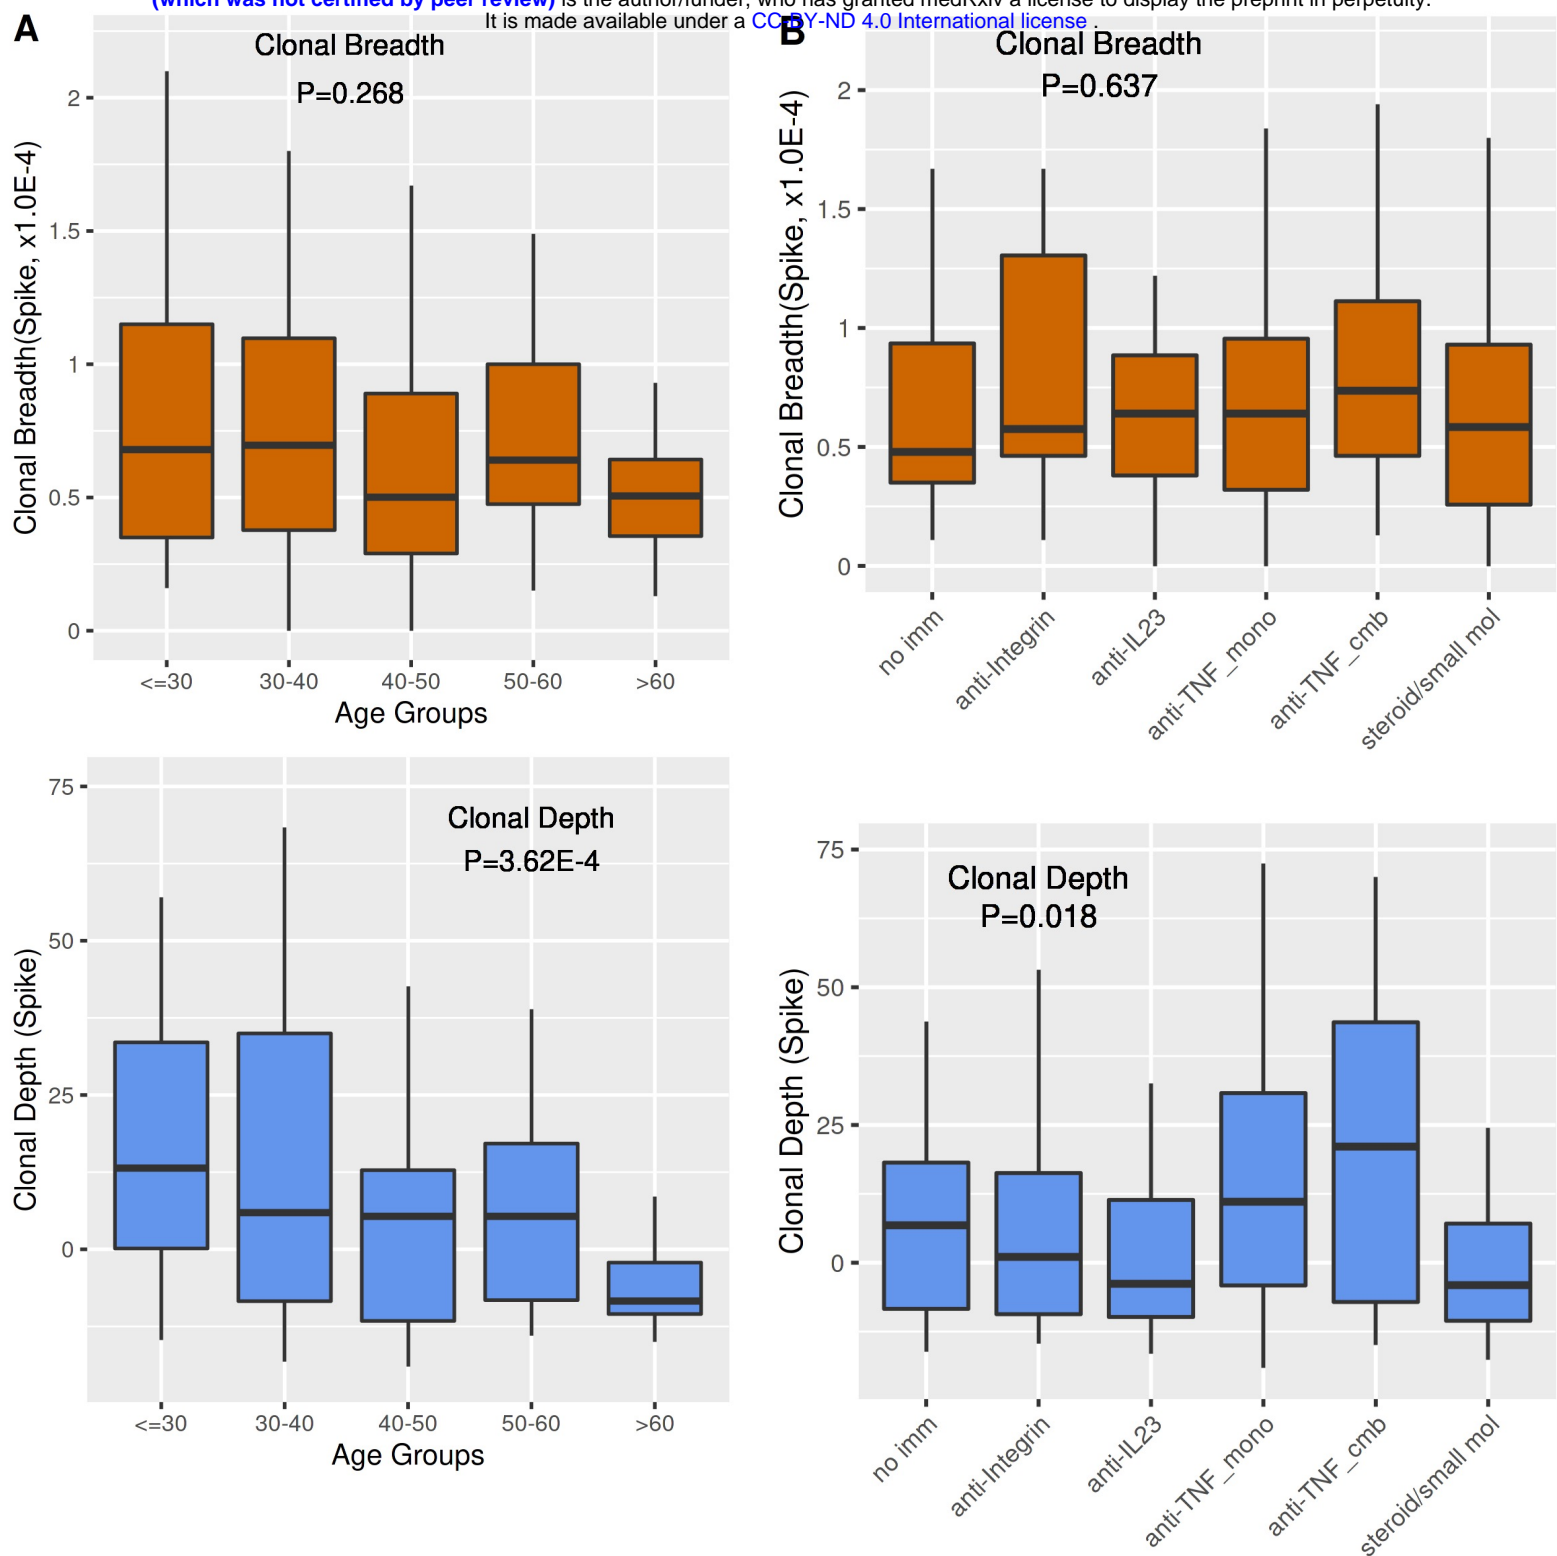 (which was not certified by peer review) is the author/funder, who has granted medRxiv a license to display the preprint in perpetuity.
It is made available under a CC-BY-ND 4.0 International license .
A
Clonal Breadth
P=0.268
Clonal Breadth(Spike, x1.0E-4)
2
1.5
1
0.5
0
<=30 30-40 40-50 50-60 >60
Age Groups
B
Clonal Breadth
P=0.637
Clonal Breadth(Spike, x1.0E-4)
2
1.5
1
0.5
0
no imm
anti-Integrin
anti-IL23
anti-TNF_mono
anti-TNF_cmb
steroid/small mol
Clonal Depth
P=3.62E-4
Clonal Depth (Spike)
75
50
25
0
<=30 30-40 40-50 50-60 >60
Age Groups
Clonal Depth
P=0.018
Clonal Depth (Spike)
75
50
25
0
no imm
anti-Integrin
anti-IL23
anti-TNF_mono
anti-TNF_cmb
steroid/small mol